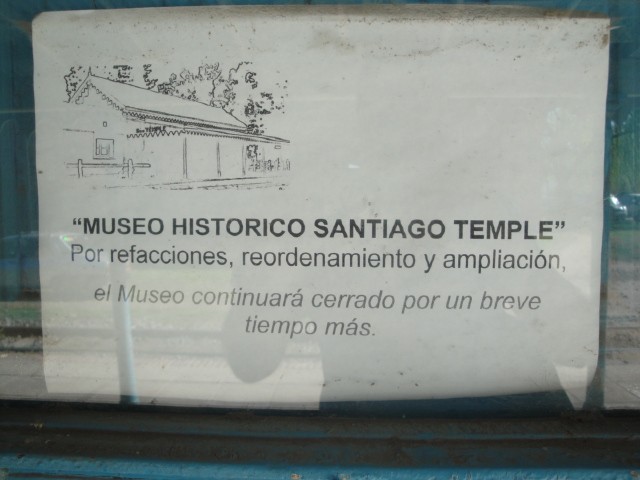 “MUSEO HISTORICO SANTIAGO TEMPLE”
Por refacciones, reordenamiento y ampliación,
el Museo continuará cerrado por un breve
tiempo más.